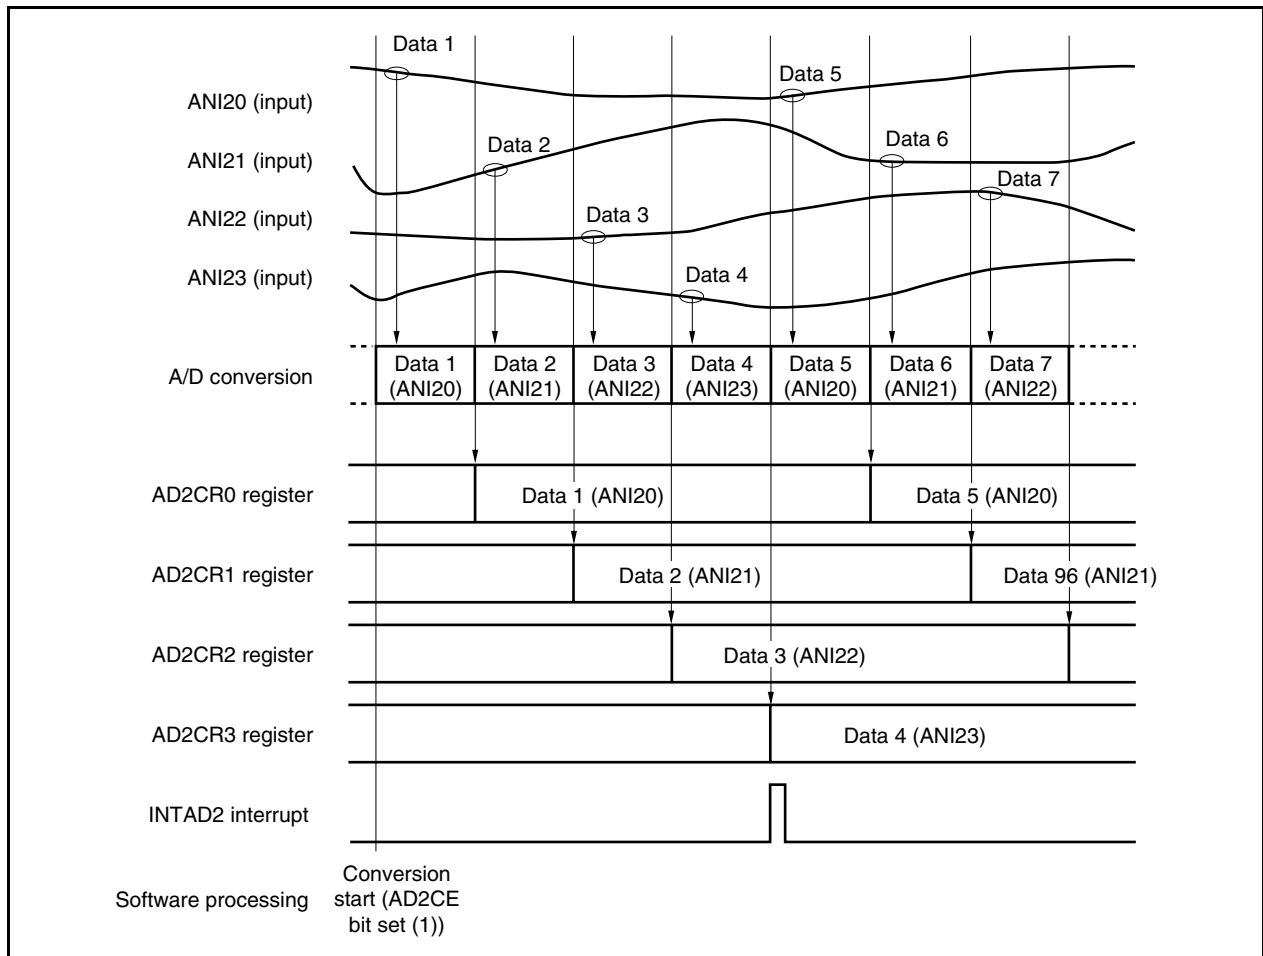 Data 1
Data 5
ANI20 (input)
Data 2
Data 6
ANI21 (input)
Data 7
ANI22 (input)
Data 3
ANI23 (input)
Data 4
A/D conversion
Data 1 (ANI20)
Data 2 (ANI21)
Data 3 (ANI22)
Data 4 (ANI23)
Data 5 (ANI20)
Data 6 (ANI21)
Data 7 (ANI22)
AD2CR0 register
Data 1 (ANI20)
Data 5 (ANI20)
AD2CR1 register
Data 2 (ANI21)
Data 96 (ANI21)
AD2CR2 register
Data 3 (ANI22)
AD2CR3 register
Data 4 (ANI23)
INTAD2 interrupt
Software processing
Conversion
start (AD2CE
bit set (1))